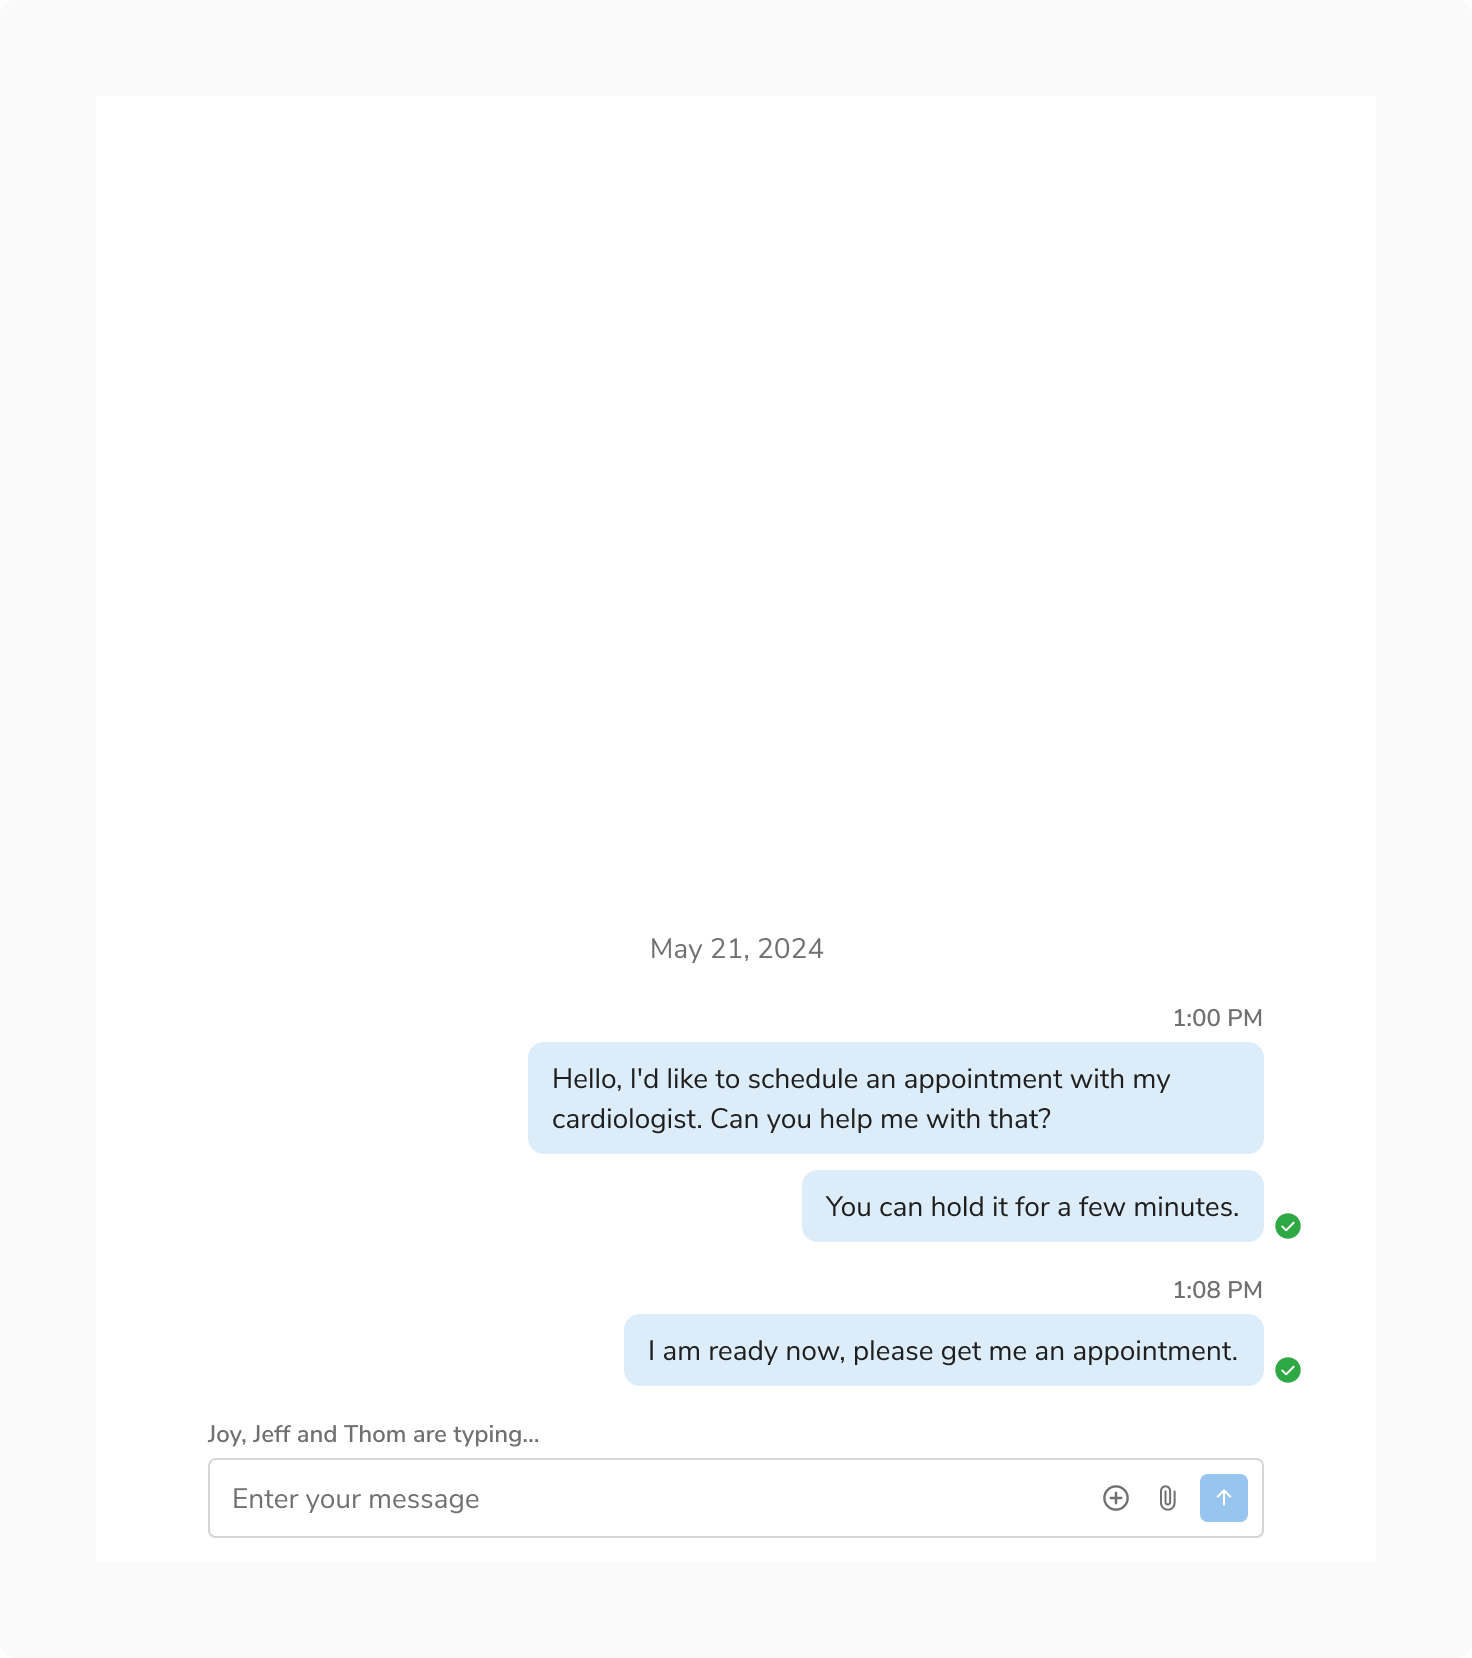 May 21, 2024
1:00 PM
Hello, I'd like to schedule an appointment with my
cardiologist. Can you help me with that?
You can hold it for a few minutes.
1:08 PM
I am ready now, please get me an appointment.
Joy, Jeff and Thom are typing...
Enter your message